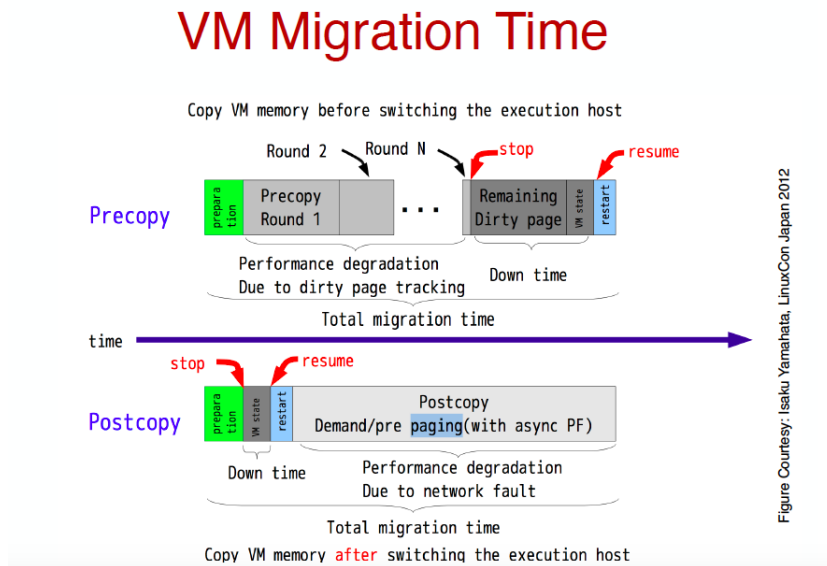 VM Migration Time
Copy VM memory before switching the execution host
Round 2
Round N
stop
resume
Precopy
prepara
tion
Precopy
Round 1
...
Remaining
Dirty page
VM state
restart
Performance degradation
Due to dirty page tracking
Down time
Total migration time
time
stop
resume
Postcopy
prepara
tion
VM state
restart
Postcopy
Demand/pre paging(with async PF)
Down time
Performance degradation
Due to network fault
Total migration time
Copy VM memory after switching the execution host
Figure Courtesy: Isaku Yamahata, LinuxCon Japan 2012